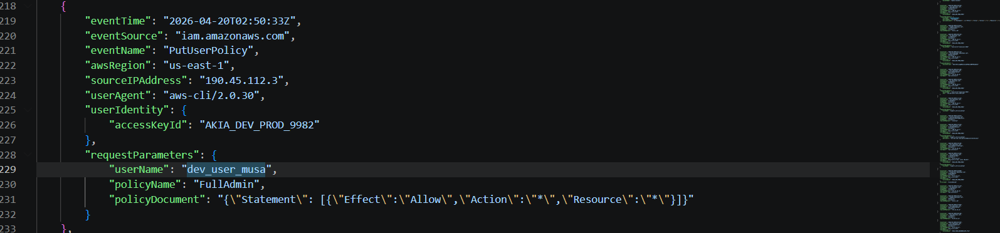 218 {
219 "eventTime": "2026-04-20T02:50:33Z",
220 "eventSource": "iam.amazonaws.com",
221 "eventName": "PutUserPolicy",
222 "awsRegion": "us-east-1",
223 "sourceIPAddress": "190.45.112.3",
224 "userAgent": "aws-cli/2.0.30",
225 "userIdentity": {
226 "accessKeyId": "AKIA_DEV_PROD_9982"
227 },
228 "requestParameters": {
229 "userName": "dev_user_musa",
230 "policyName": "FullAdmin",
231 "policyDocument": "{\"Statement\": [{\"Effect\":\"Allow\",\"Action\":\"*\",\"Resource\":\"*\"}]}"
232 }
233 },